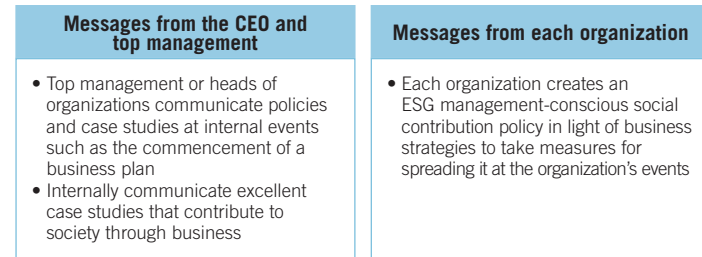 Messages from the CEO and
top management
• Top management or heads of
organizations communicate policies
and case studies at internal events
such as the commencement of a
business plan
• Internally communicate excellent
case studies that contribute to
society through business
Messages from each organization
• Each organization creates an
ESG management-conscious social
contribution policy in light of business
strategies to take measures for
spreading it at the organization’s events